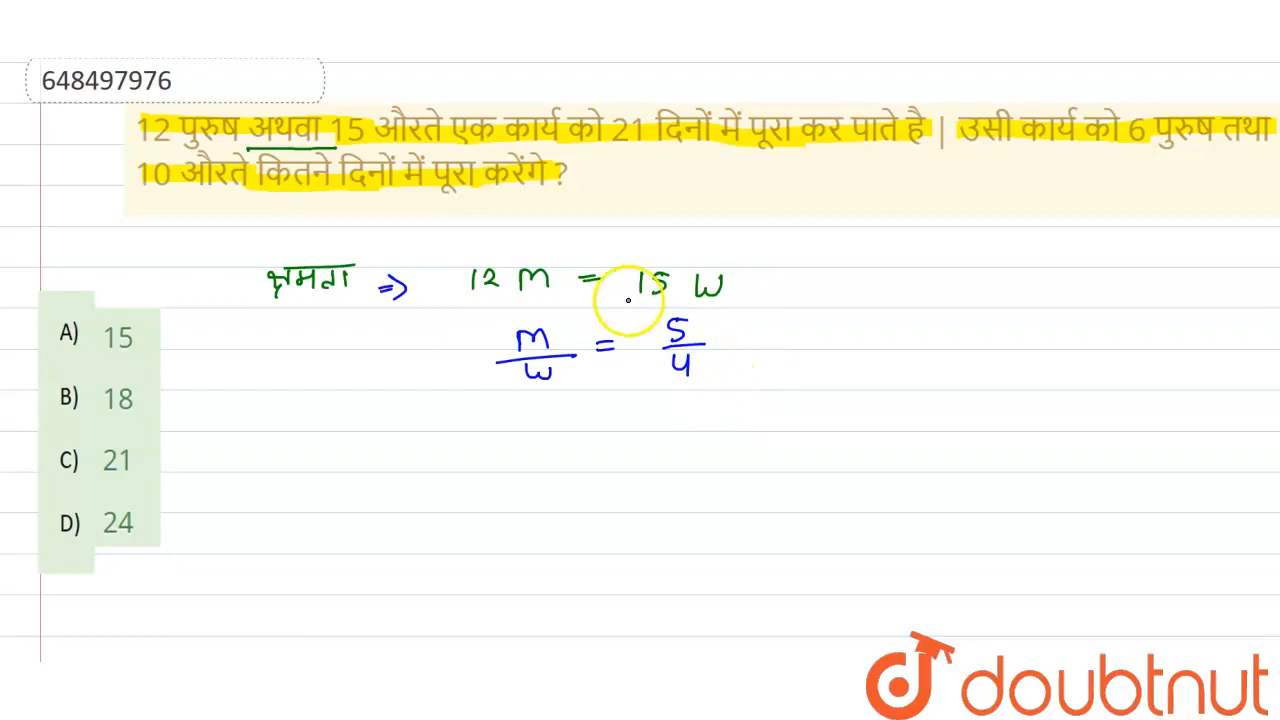 648497976
12 पुरुष अथवा 15 औरते एक कार्य को 21 दिनों में पूरा कर पाते है | उसी कार्य को 6 पुरुष तथा
10 औरते कितने दिनों में पूरा करेंगे ?
क्षमता ⇒ 12 M = 15 W
M/W = 5/4
A) 15
B) 18
C) 21
D) 24
doubtnut